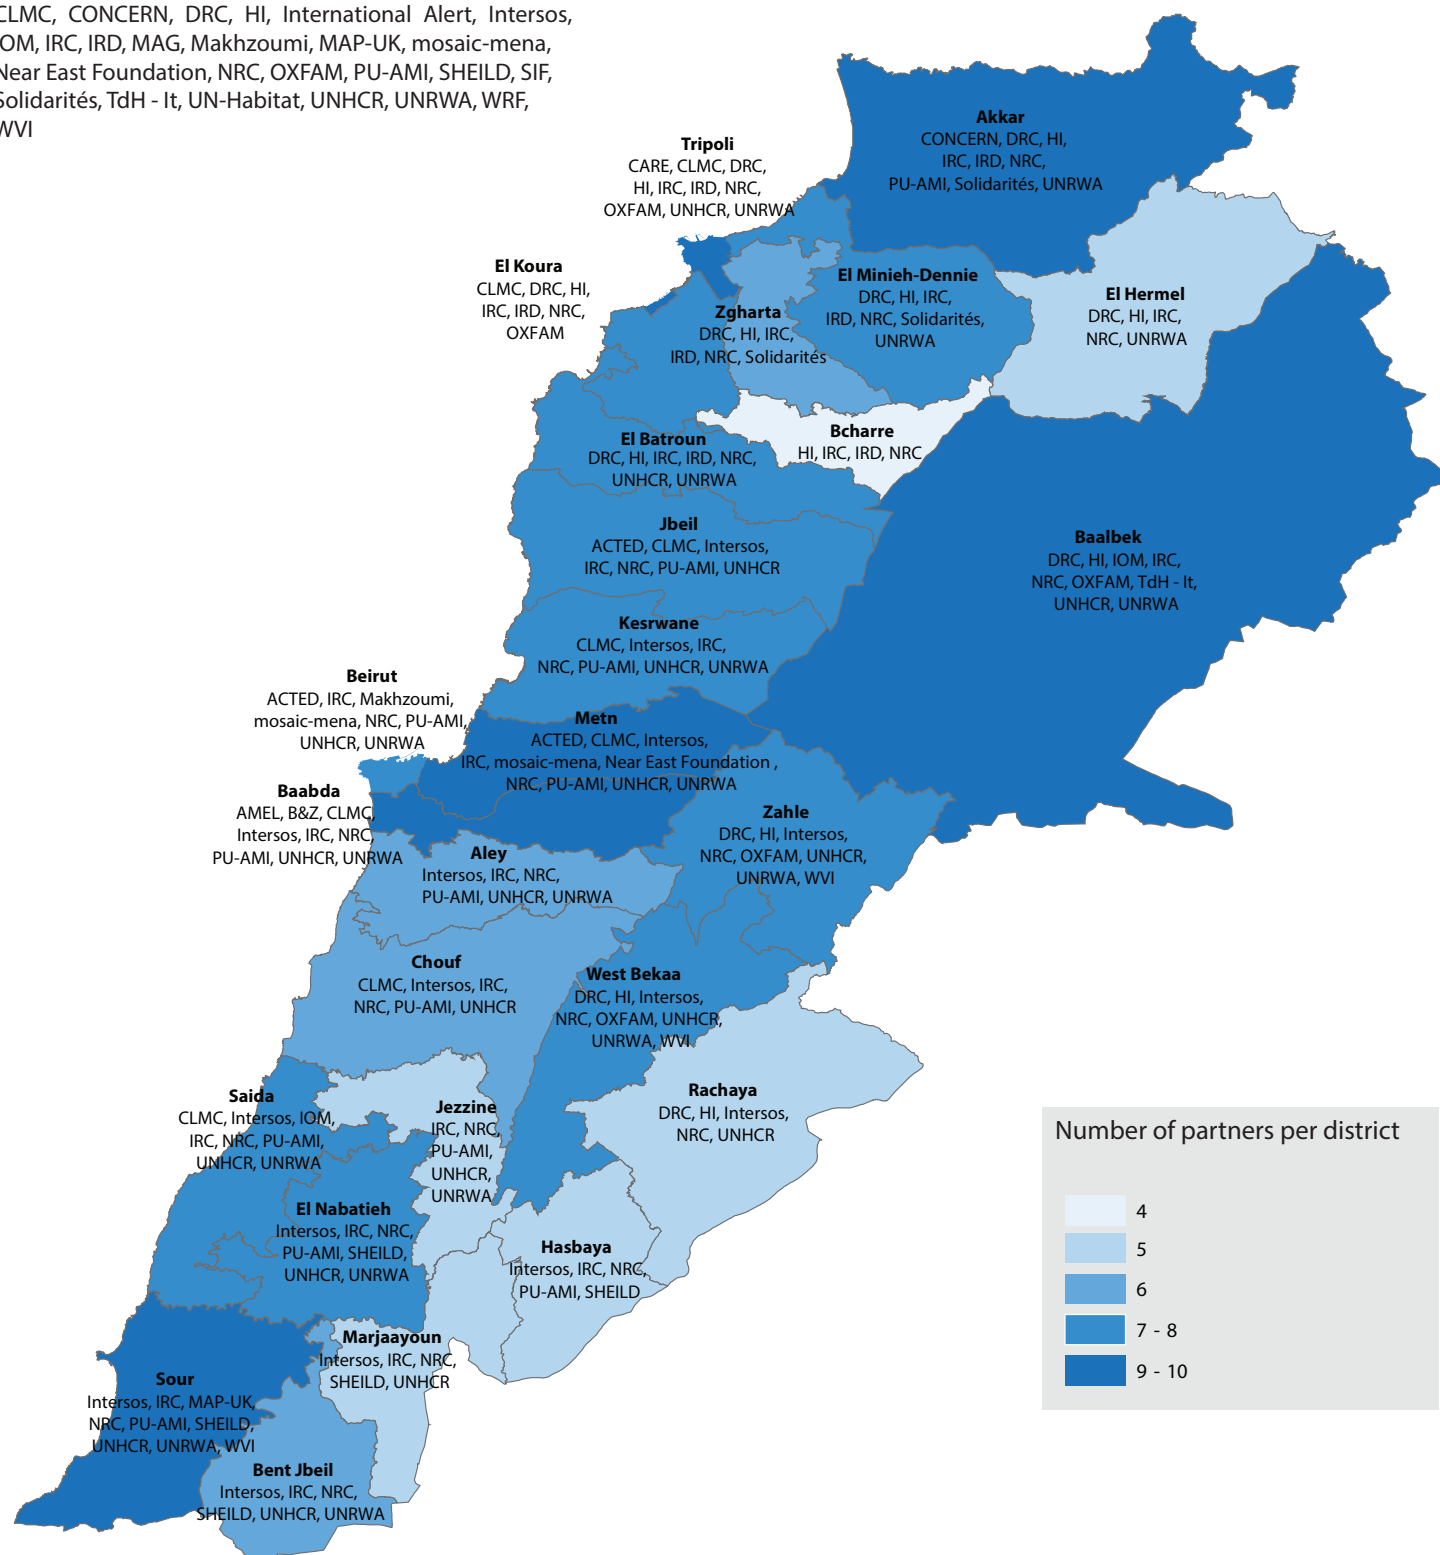 CLMC, CONCERN, DRC, HI, International Alert, Intersos,
IOM, IRC, IRD, MAG, Makhzoumi, MAP-UK, mosaic-mena,
Near East Foundation, NRC, OXFAM, PU-AMI, SHEILD, SIF,
Solidarités, TdH - It, UN-Habitat, UNHCR, UNRWA, WRF,
WVI
Akkar
CONCERN, DRC, HI,
IRC, IRD, NRC,
PU-AMI, Solidarités, UNRWA
Tripoli
CARE, CLMC, DRC,
HI, IRC, IRD, NRC,
OXFAM, UNHCR, UNRWA
El Koura
CLMC, DRC, HI,
IRC, IRD, NRC,
OXFAM
Zgharta
DRC, HI, IRC,
IRD, NRC, Solidarités
El Minieh-Dennie
DRC, HI, IRC,
IRD, NRC, Solidarités,
UNRWA
El Hermel
DRC, HI, IRC,
NRC, UNRWA
Bcharre
HI, IRC, IRD, NRC
El Batroun
DRC, HI, IRC, IRD, NRC,
UNHCR, UNRWA
Jbeil
ACTED, CLMC, Intersos,
IRC, NRC, PU-AMI, UNHCR
Baalbek
DRC, HI, IOM, IRC,
NRC, OXFAM, TdH - It,
UNHCR, UNRWA
Kesrwane
CLMC, Intersos, IRC,
NRC, PU-AMI, UNHCR, UNRWA
Beirut
ACTED, IRC, Makhzoumi,
mosaic-mena, NRC, PU-AMI,
UNHCR, UNRWA
Metn
ACTED, CLMC, Intersos,
IRC, mosaic-mena, Near East Foundation ,
NRC, PU-AMI, UNHCR, UNRWA
Baabda
AMEL, B&Z, CLMC,
Intersos, IRC, NRC,
PU-AMI, UNHCR, UNRWA
Zahle
DRC, HI, Intersos,
NRC, OXFAM, UNHCR,
UNRWA, WVI
Aley
Intersos, IRC, NRC,
PU-AMI, UNHCR, UNRWA
Chouf
CLMC, Intersos, IRC,
NRC, PU-AMI, UNHCR
West Bekaa
DRC, HI, Intersos,
NRC, OXFAM, UNHCR,
UNRWA, WVI
Rachaya
DRC, HI, Intersos,
NRC, UNHCR
Saida
CLMC, Intersos, IOM,
IRC, NRC, PU-AMI,
UNHCR, UNRWA
Jezzine
IRC, NRC,
PU-AMI,
UNHCR,
UNRWA
El Nabatieh
Intersos, IRC, NRC,
PU-AMI, SHEILD,
UNHCR, UNRWA
Hasbaya
Intersos, IRC, NRC,
PU-AMI, SHEILD
Marjaayoun
Intersos, IRC, NRC,
SHEILD, UNHCR
Sour
Intersos, IRC, MAP-UK,
NRC, PU-AMI, SHEILD,
UNHCR, UNRWA, WVI
Bent Jbeil
Intersos, IRC, NRC,
SHEILD, UNHCR, UNRWA
Number of partners per district
4
5
6
7 - 8
9 - 10